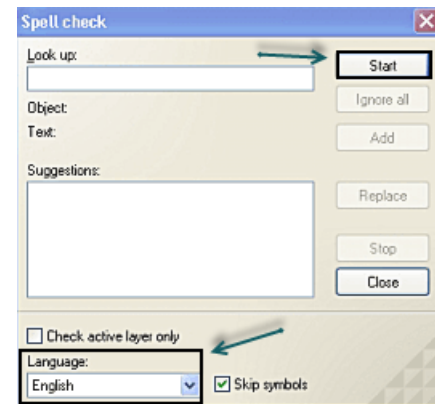 Spell check
Look up:
Start
Ignore all
Object:
Text:
Add
Suggestions:
Replace
Stop
Close
Check active layer only
Language:
English
Skip symbols